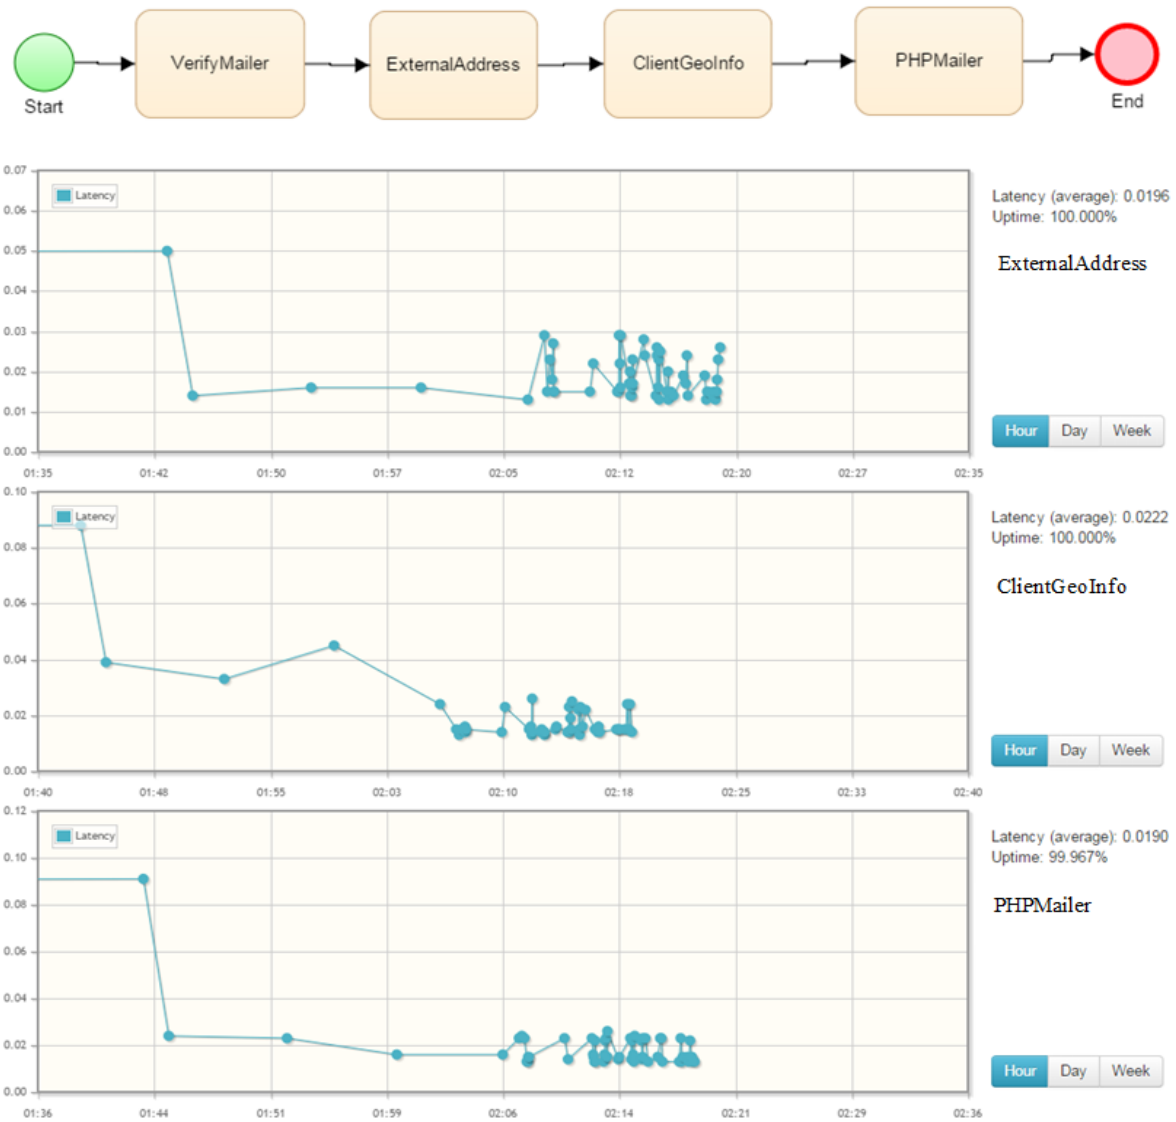 VerifyMailer
ExternalAddress
ClientGeoInfo
PHPMailer
Start
End
0.07
0.06
0.05
0.04
0.03
0.02
0.01
0.00
Latency
01:35 01:42 01:50 01:57 02:05 02:12 02:20 02:27 02:35
Latency (average): 0.0196
Uptime: 100.000%
ExternalAddress
Hour Day Week
0.10
0.08
0.06
0.04
0.02
0.00
Latency
01:40 01:48 01:55 02:03 02:10 02:18 02:25 02:33 02:40
Latency (average): 0.0222
Uptime: 100.000%
ClientGeoInfo
Hour Day Week
0.12
0.10
0.08
0.06
0.04
0.02
0.00
Latency
01:36 01:44 01:51 01:59 02:06 02:14 02:21 02:29 02:36
Latency (average): 0.0190
Uptime: 99.967%
PHPMailer
Hour Day Week